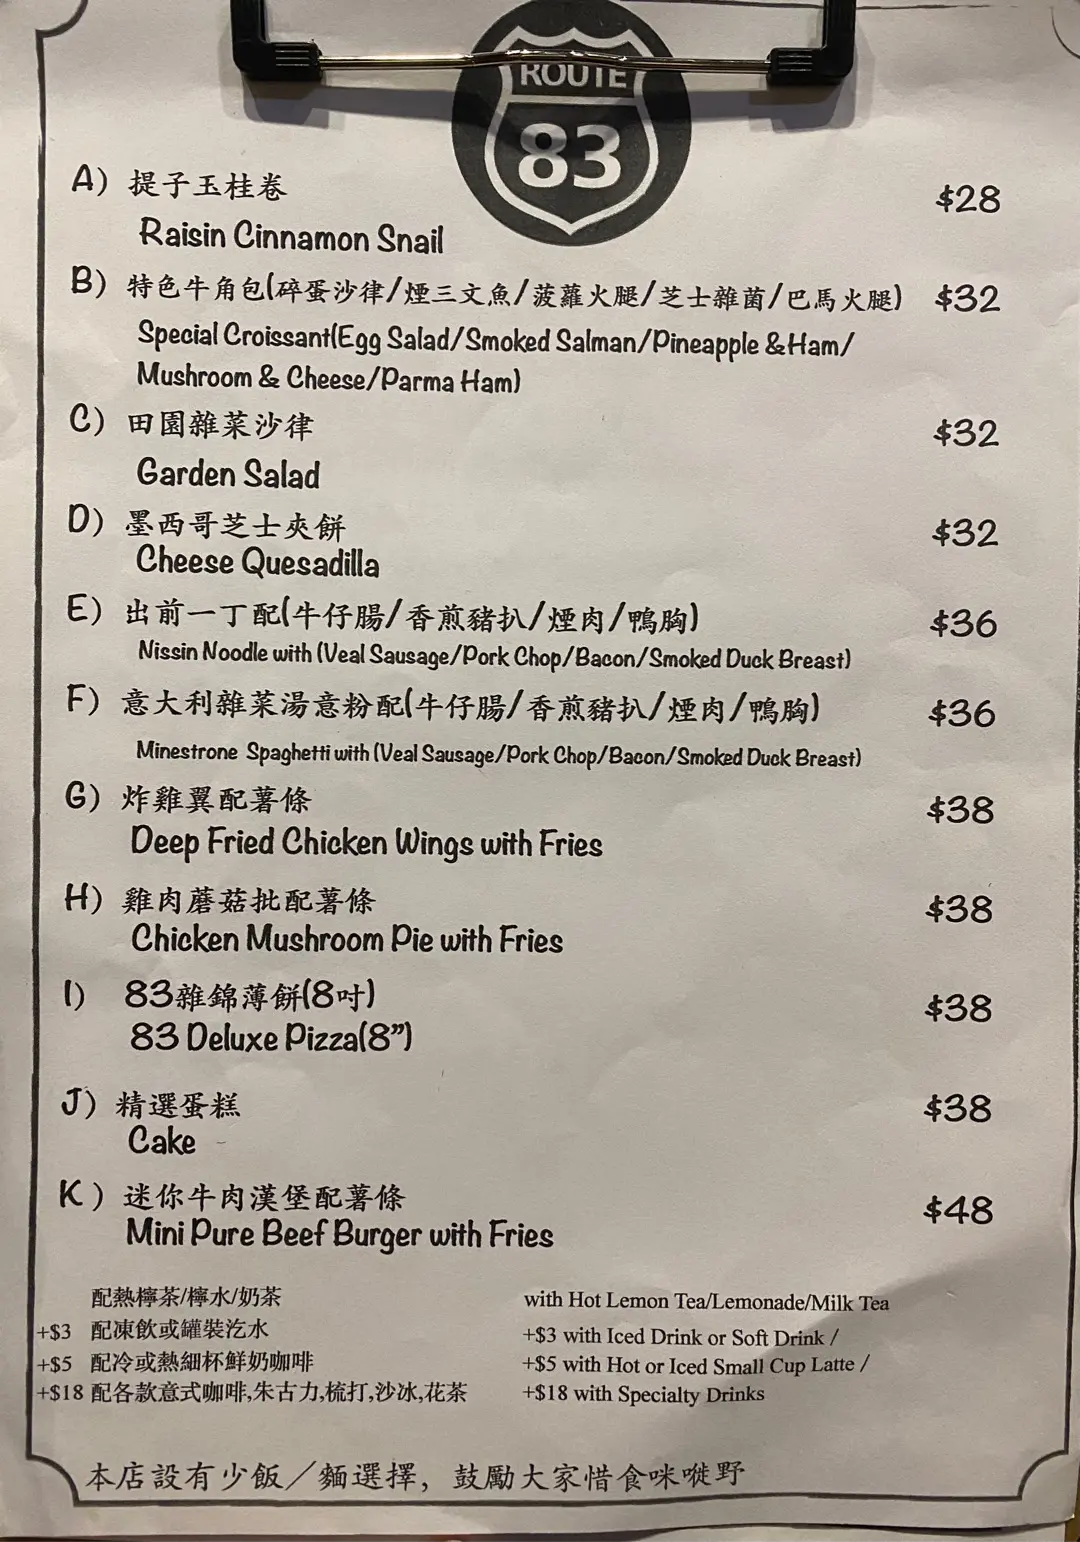 ROUTE
83
A) 提子玉桂卷 $28
Raisin Cinnamon Snail
B) 特色牛角包(碎蛋沙律/煙三文魚/菠蘿火腿/芝士雜菌/巴馬火腿) $32
Special Croissant(Egg Salad/Smoked Salman/Pineapple &Ham/
Mushroom & Cheese/Parma Ham)
C) 田園雜菜沙律 $32
Garden Salad
D) 墨西哥芝士夾餅 $32
Cheese Quesadilla
E) 出前一丁配(牛仔腸/香煎豬扒/煙肉/鴨胸) $36
Nissin Noodle with (Veal Sausage/Pork Chop/Bacon/Smoked Duck Breast)
F) 意大利雜菜湯意粉配(牛仔腸/香煎豬扒/煙肉/鴨胸) $36
Minestrone Spaghetti with (Veal Sausage/Pork Chop/Bacon/Smoked Duck Breast)
G) 炸雞翼配薯條 $38
Deep Fried Chicken Wings with Fries
H) 雞肉蘑菇批配薯條 $38
Chicken Mushroom Pie with Fries
I) 83雜錦薄餅(8吋) $38
83 Deluxe Pizza(8”)
J) 精選蛋糕 $38
Cake
K) 迷你牛肉漢堡配薯條 $48
Mini Pure Beef Burger with Fries
配熱檸茶/檸水/奶茶
+$3 配凍飲或罐裝汔水
+$5 配冷或熱細杯鮮奶咖啡
+$18 配各款意式咖啡,朱古力,梳打,沙冰,花茶
with Hot Lemon Tea/Lemonade/Milk Tea
+$3 with Iced Drink or Soft Drink /
+$5 with Hot or Iced Small Cup Latte /
+$18 with Specialty Drinks
本店設有少飯／麵選擇，鼓勵大家惜食咪嘥野